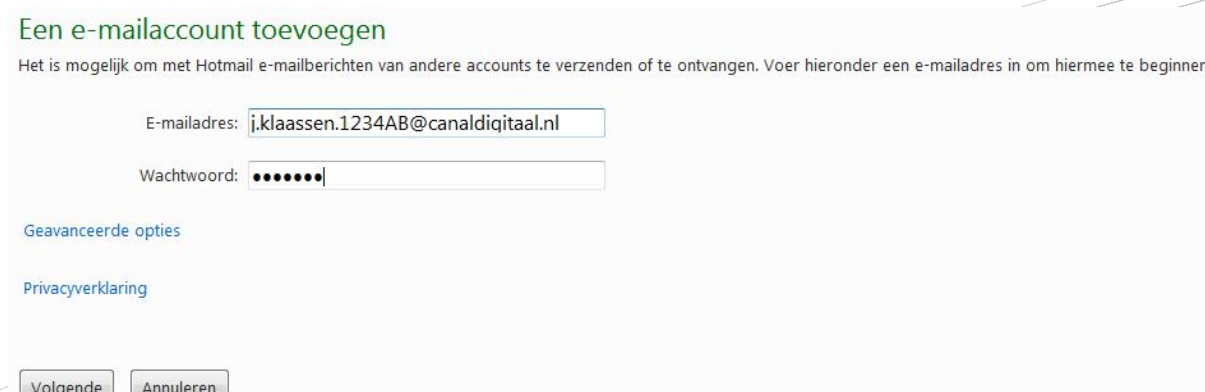 Een e-mailaccount toevoegen
Het is mogelijk om met Hotmail e-mailberichten van andere accounts te verzenden of te ontvangen. Voer hieronder een e-mailadres in om hiermee te beginnen
E-mailadres: j.klaassen.1234AB@canaldigitaal.nl
Wachtwoord: •••••••
Geavanceerde opties
Privacyverklaring
Volgende Annuleren